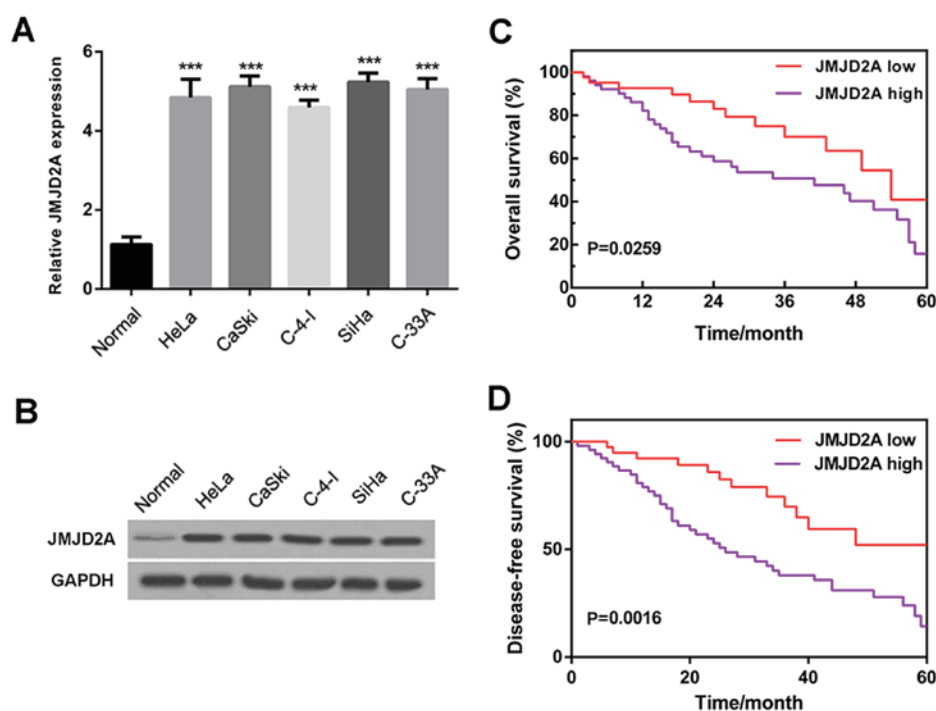 A
Relative JMJD2A expression
6
4
2
0
***
***
***
***
***
Normal
HeLa
CaSki
C-4-I
SiHa
C-33A
B
Normal
HeLa
CaSki
C-4-I
SiHa
C-33A
JMJD2A
GAPDH
C
Overall survival (%)
100
80
60
40
20
0
JMJD2A low
JMJD2A high
P=0.0259
0 12 24 36 48 60
Time/month
D
Disease-free survival (%)
100
50
0
JMJD2A low
JMJD2A high
P=0.0016
0 20 40 60
Time/month